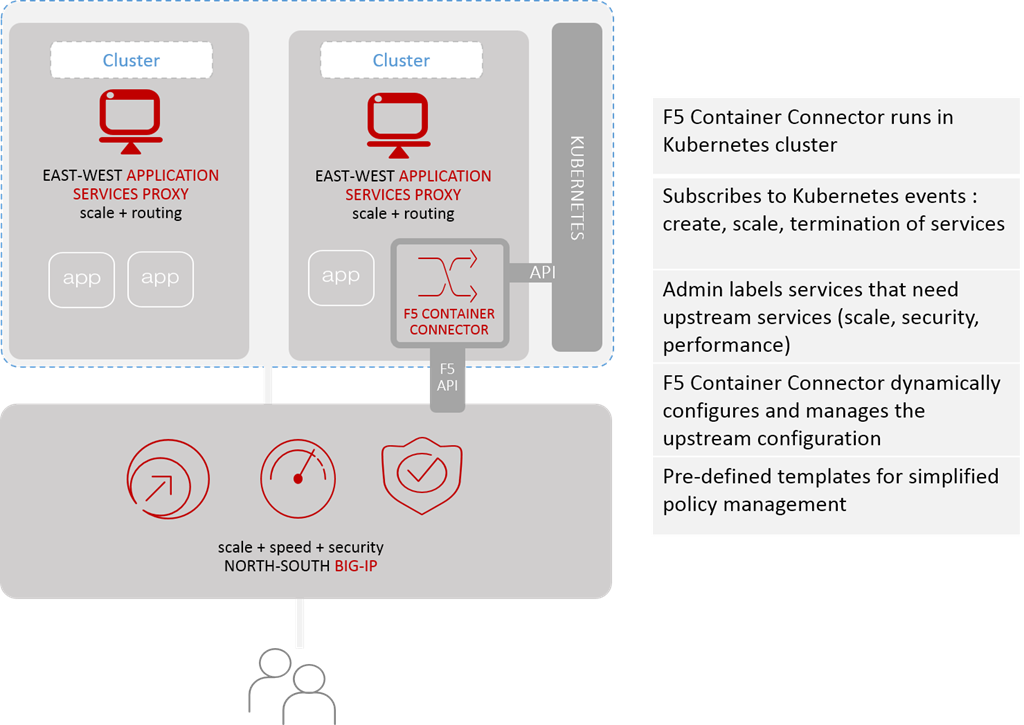 Cluster
EAST-WEST APPLICATION
SERVICES PROXY
scale + routing
app
app
Cluster
EAST-WEST APPLICATION
SERVICES PROXY
scale + routing
app
F5 CONTAINER
CONNECTOR
API
KUBERNETES
F5
API
scale + speed + security
NORTH-SOUTH BIG-IP
F5 Container Connector runs in
Kubernetes cluster
Subscribes to Kubernetes events :
create, scale, termination of services
Admin labels services that need
upstream services (scale, security,
performance)
F5 Container Connector dynamically
configures and manages the
upstream configuration
Pre-defined templates for simplified
policy management